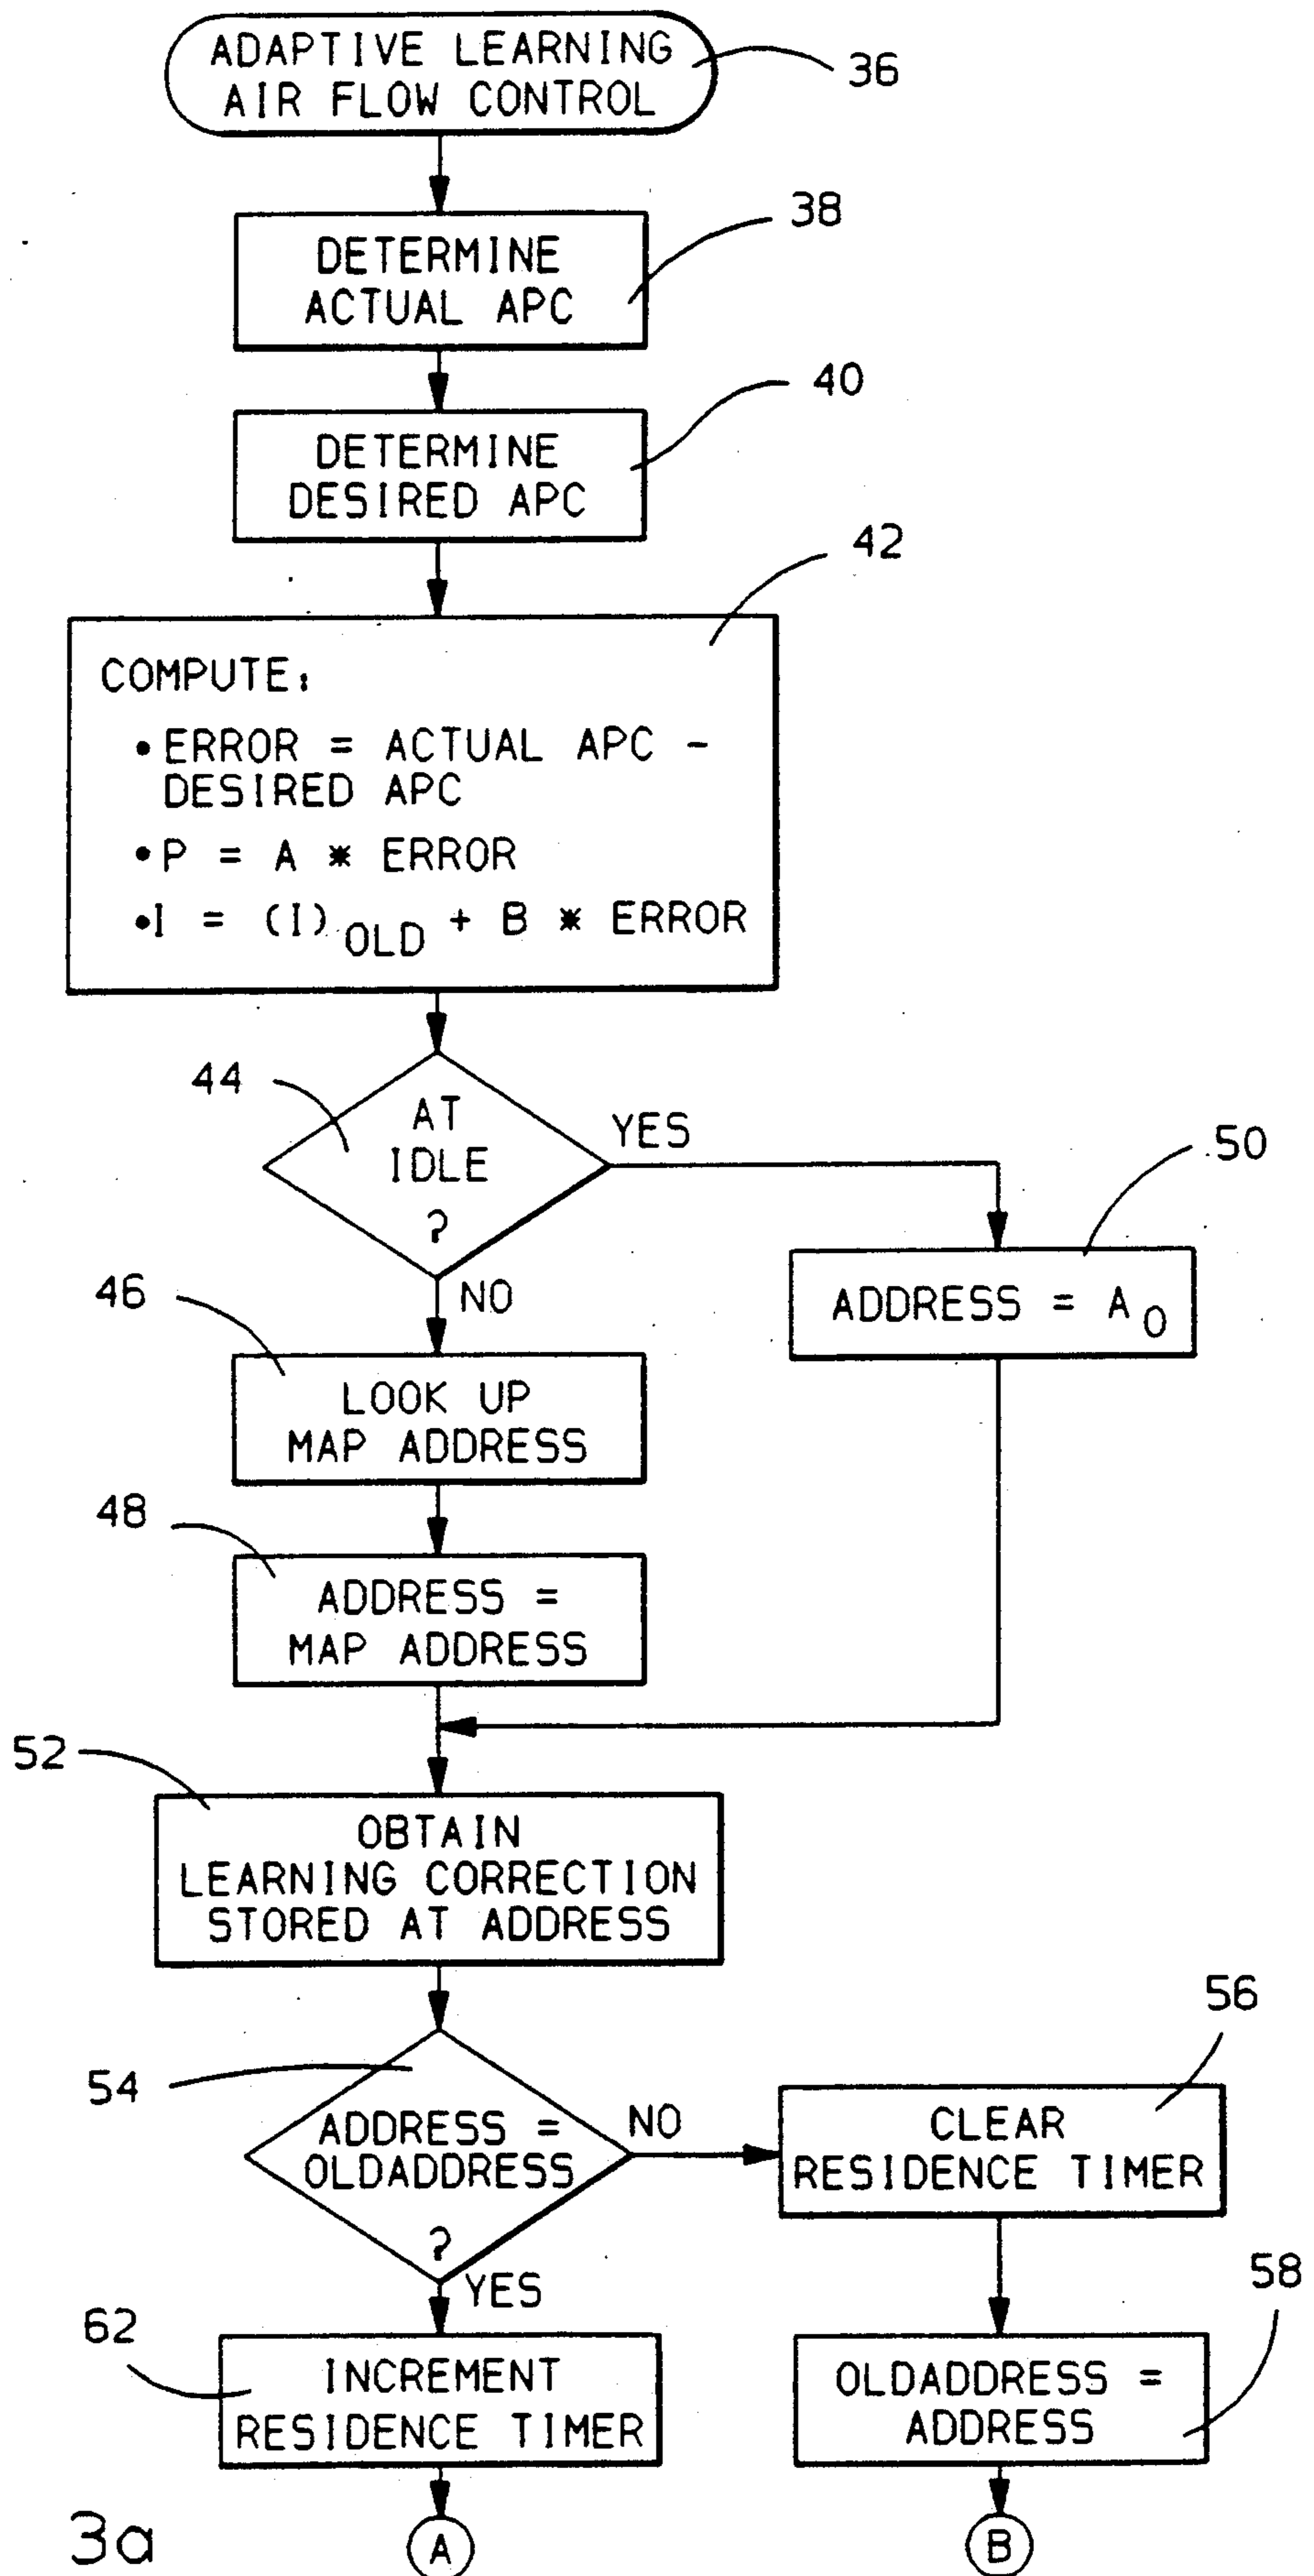 ADAPTIVE LEARNING
AIR FLOW CONTROL
36
DETERMINE
ACTUAL APC
38
DETERMINE
DESIRED APC
40
42
COMPUTE:
• ERROR = ACTUAL APC -
DESIRED APC
• P = A * ERROR
• I = (I) OLD + B * ERROR
44
AT
IDLE
?
YES
50
ADDRESS = A0
NO
46
LOOK UP
MAP ADDRESS
48
ADDRESS =
MAP ADDRESS
52
OBTAIN
LEARNING CORRECTION
STORED AT ADDRESS
54
ADDRESS =
OLDADDRESS
?
NO
56
CLEAR
RESIDENCE TIMER
YES
58
62
INCREMENT
RESIDENCE TIMER
OLDADDRESS =
ADDRESS
3a
A
B